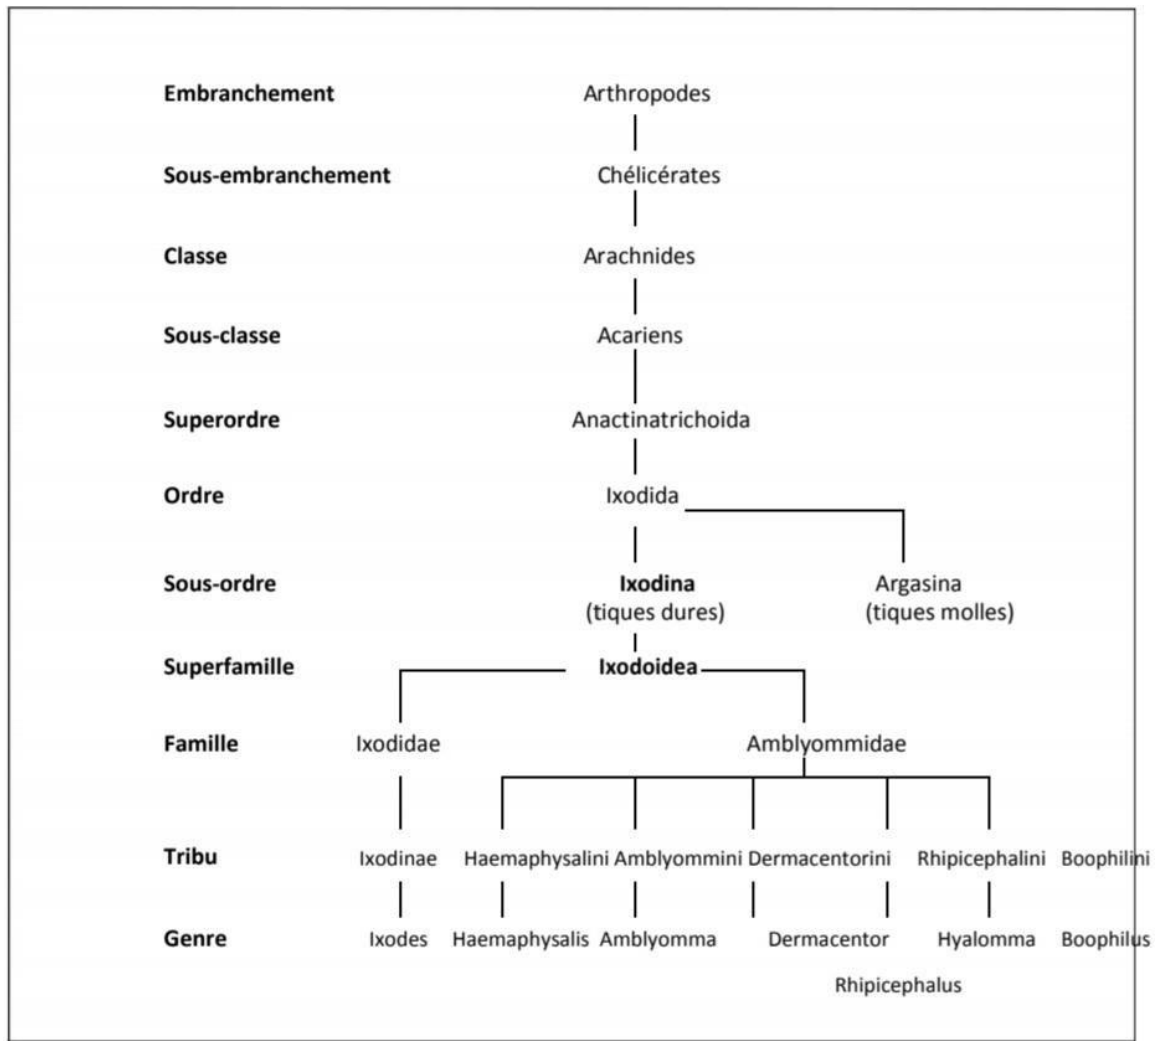 Embranchement Arthropodes
Sous-embranchement Chélicérates
Classe Arachnides
Sous-classe Acariens
Superordre Anactinatrichoida
Ordre Ixodida
Sous-ordre Ixodina Argasina
(tiques dures) (tiques molles)
Superfamille Ixodoidea
Famille Ixodidae Amblyommidae
Tribu Ixodinae Haemaphysalini Amblyommini Dermacentorini Rhipicephalini Boophilini
Genre Ixodes Haemaphysalis Amblyomma Dermacentor Hyalomma Boophilus
Rhipicephalus